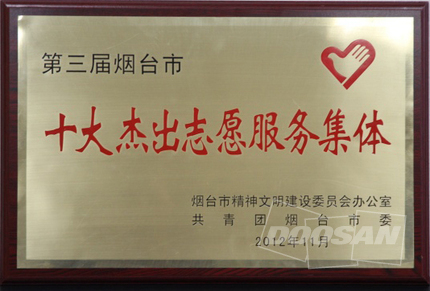 第三届烟台市
十大杰出志愿服务集体
烟台市精神文明建设委员会办公室
共青团烟台市委
2012年11月
DOOSAN